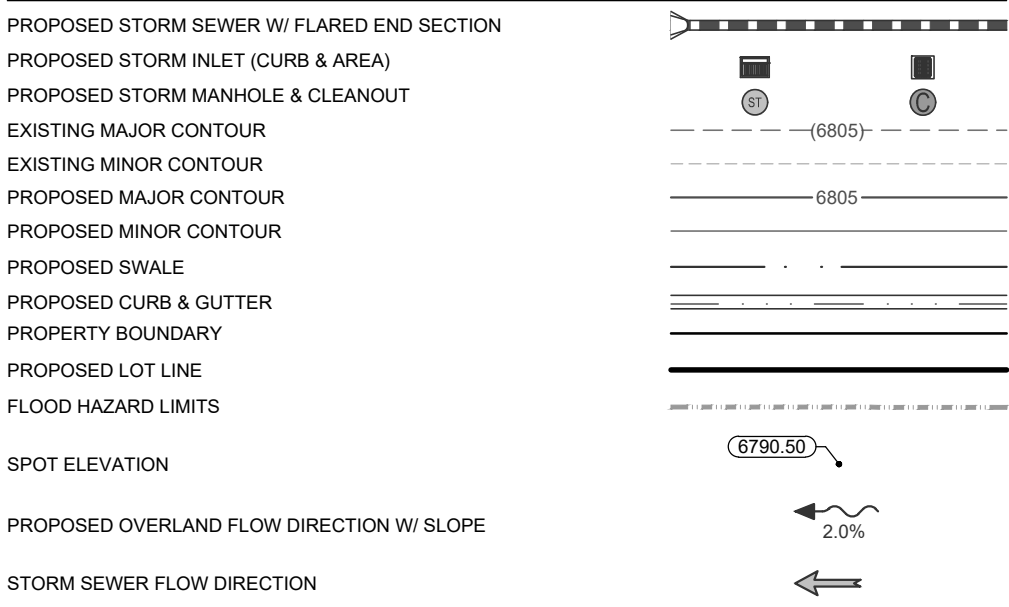 PROPOSED STORM SEWER W/ FLARED END SECTION
PROPOSED STORM INLET (CURB & AREA)
PROPOSED STORM MANHOLE & CLEANOUT ST C
EXISTING MAJOR CONTOUR (6805)
EXISTING MINOR CONTOUR
PROPOSED MAJOR CONTOUR 6805
PROPOSED MINOR CONTOUR
PROPOSED SWALE
PROPOSED CURB & GUTTER
PROPERTY BOUNDARY
PROPOSED LOT LINE
FLOOD HAZARD LIMITS
SPOT ELEVATION 6790.50
PROPOSED OVERLAND FLOW DIRECTION W/ SLOPE 2.0%
STORM SEWER FLOW DIRECTION